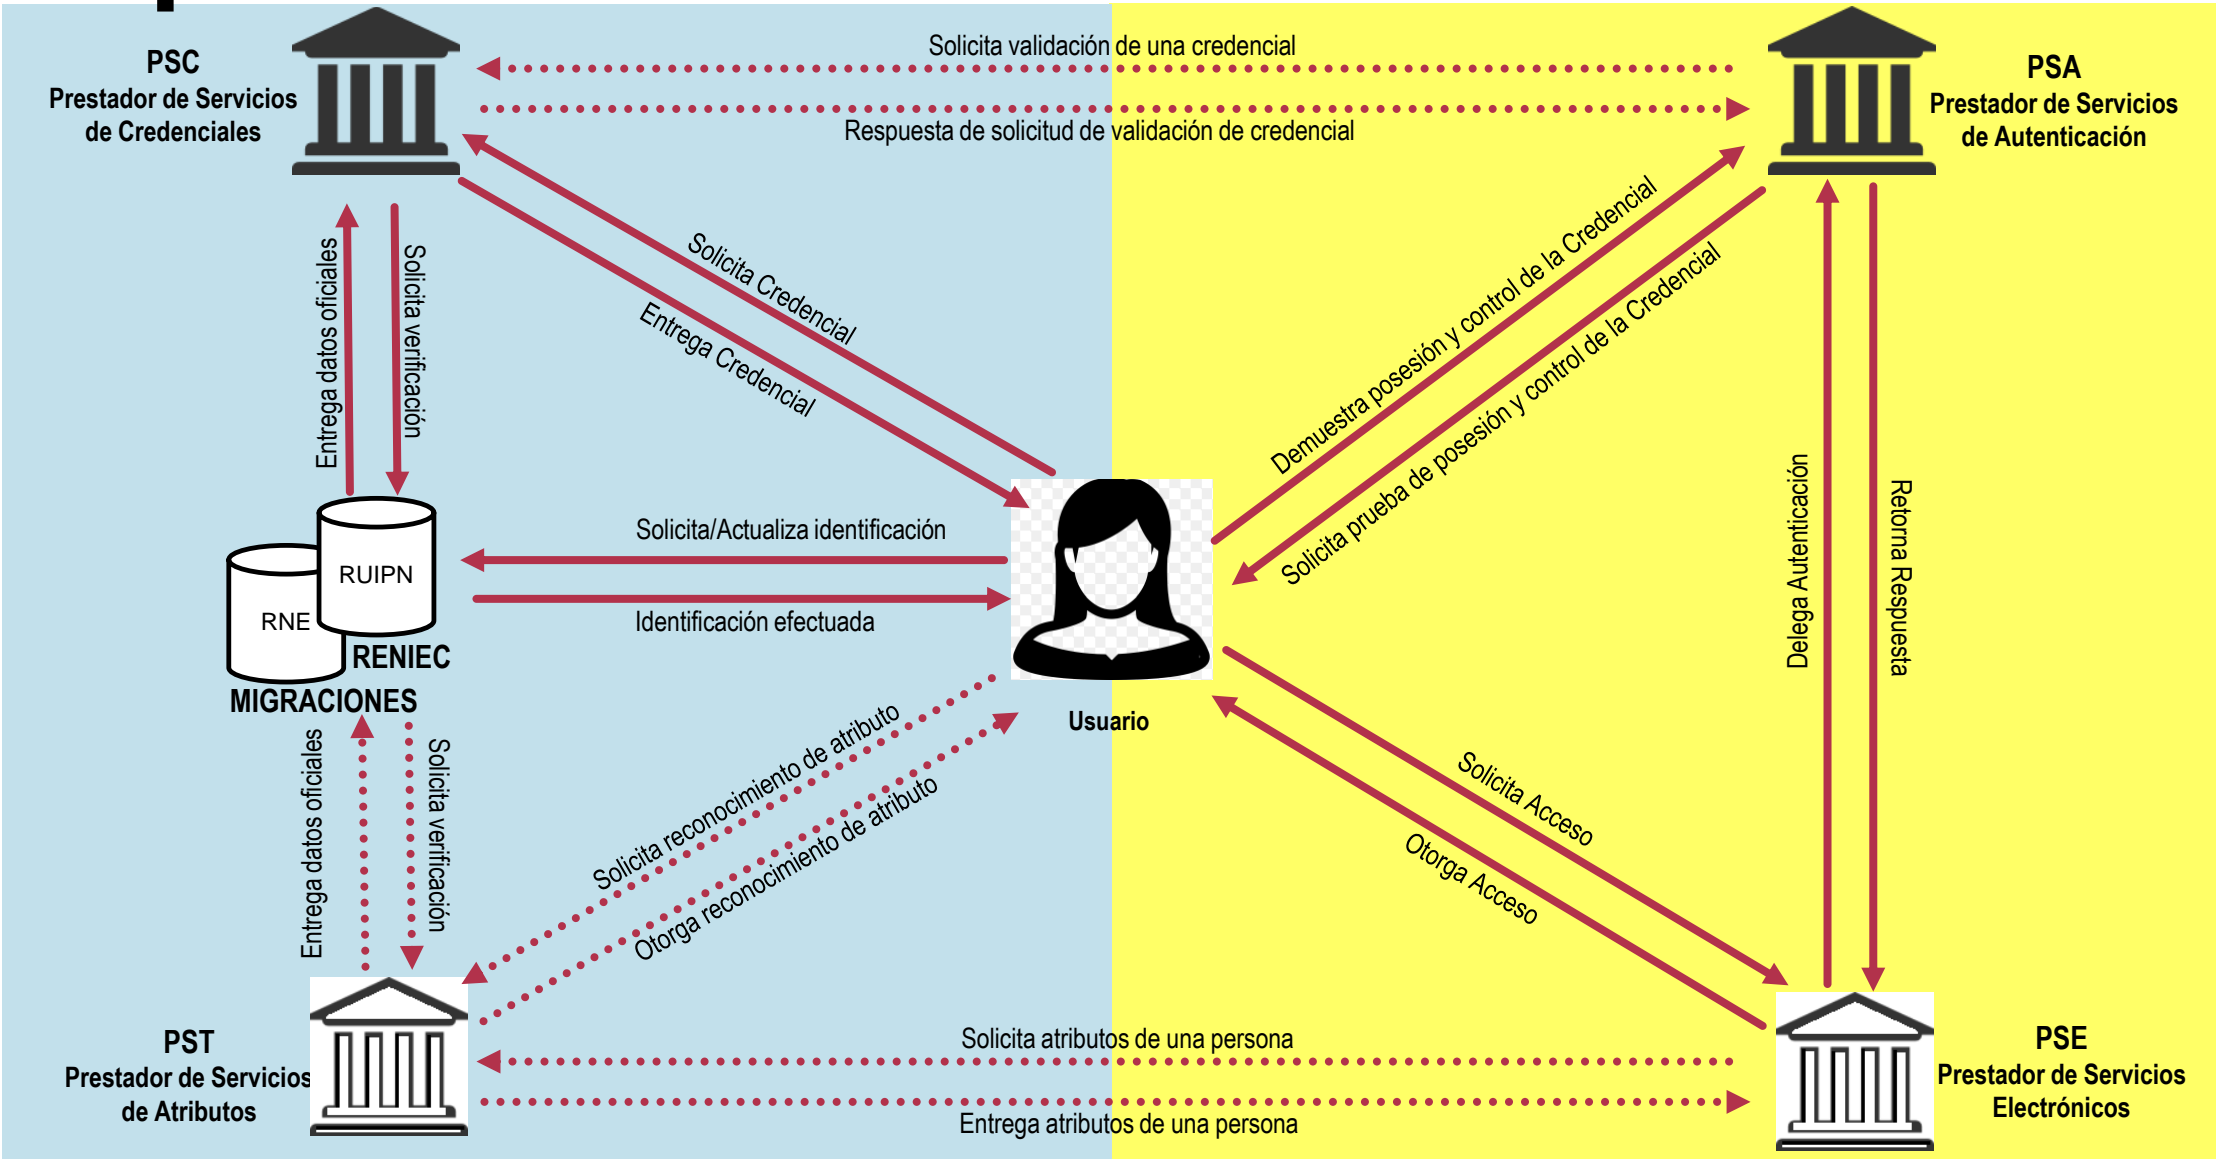 PSC
Prestador de Servicios
de Credenciales
Solicita validación de una credencial
Respuesta de solicitud de validación de credencial
PSA
Prestador de Servicios
de Autenticación
Entrega datos oficiales
Solicita verificación
Solicita Credencial
Entrega Credencial
Demuestra posesión y control de la Credencial
Solicita prueba de posesión y control de la Credencial
Delega Autenticación
Retorna Respuesta
Solicita/Actualiza identificación
Identificación efectuada
RUIPN
RNE
RENIEC
MIGRACIONES
Usuario
Entrega datos oficiales
Solicita verificación
Solicita reconocimiento de atributo
Otorga reconocimiento de atributo
Solicita Acceso
Otorga Acceso
PST
Prestador de Servicios
de Atributos
Solicita atributos de una persona
Entrega atributos de una persona
PSE
Prestador de Servicios
Electrónicos